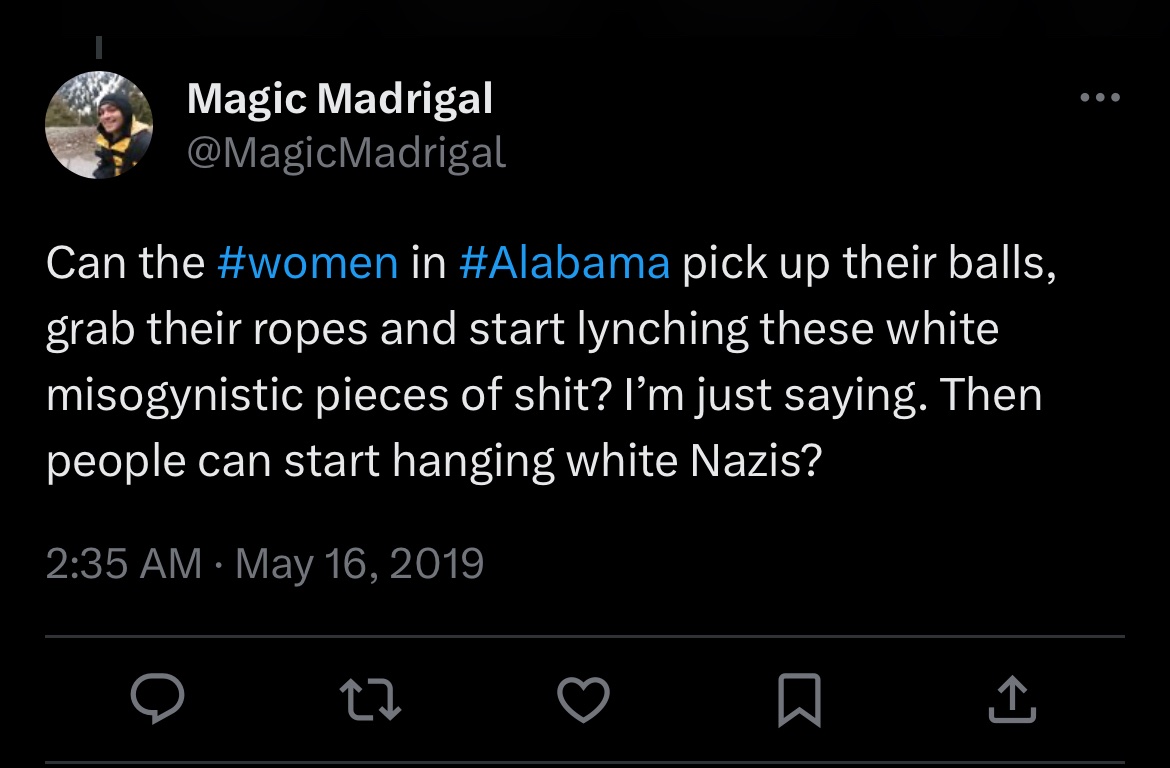 Magic Madrigal
@MagicMadrigal
Can the #women in #Alabama pick up their balls,
grab their ropes and start lynching these white
misogynistic pieces of shit? I’m just saying. Then
people can start hanging white Nazis?
2:35 AM · May 16, 2019